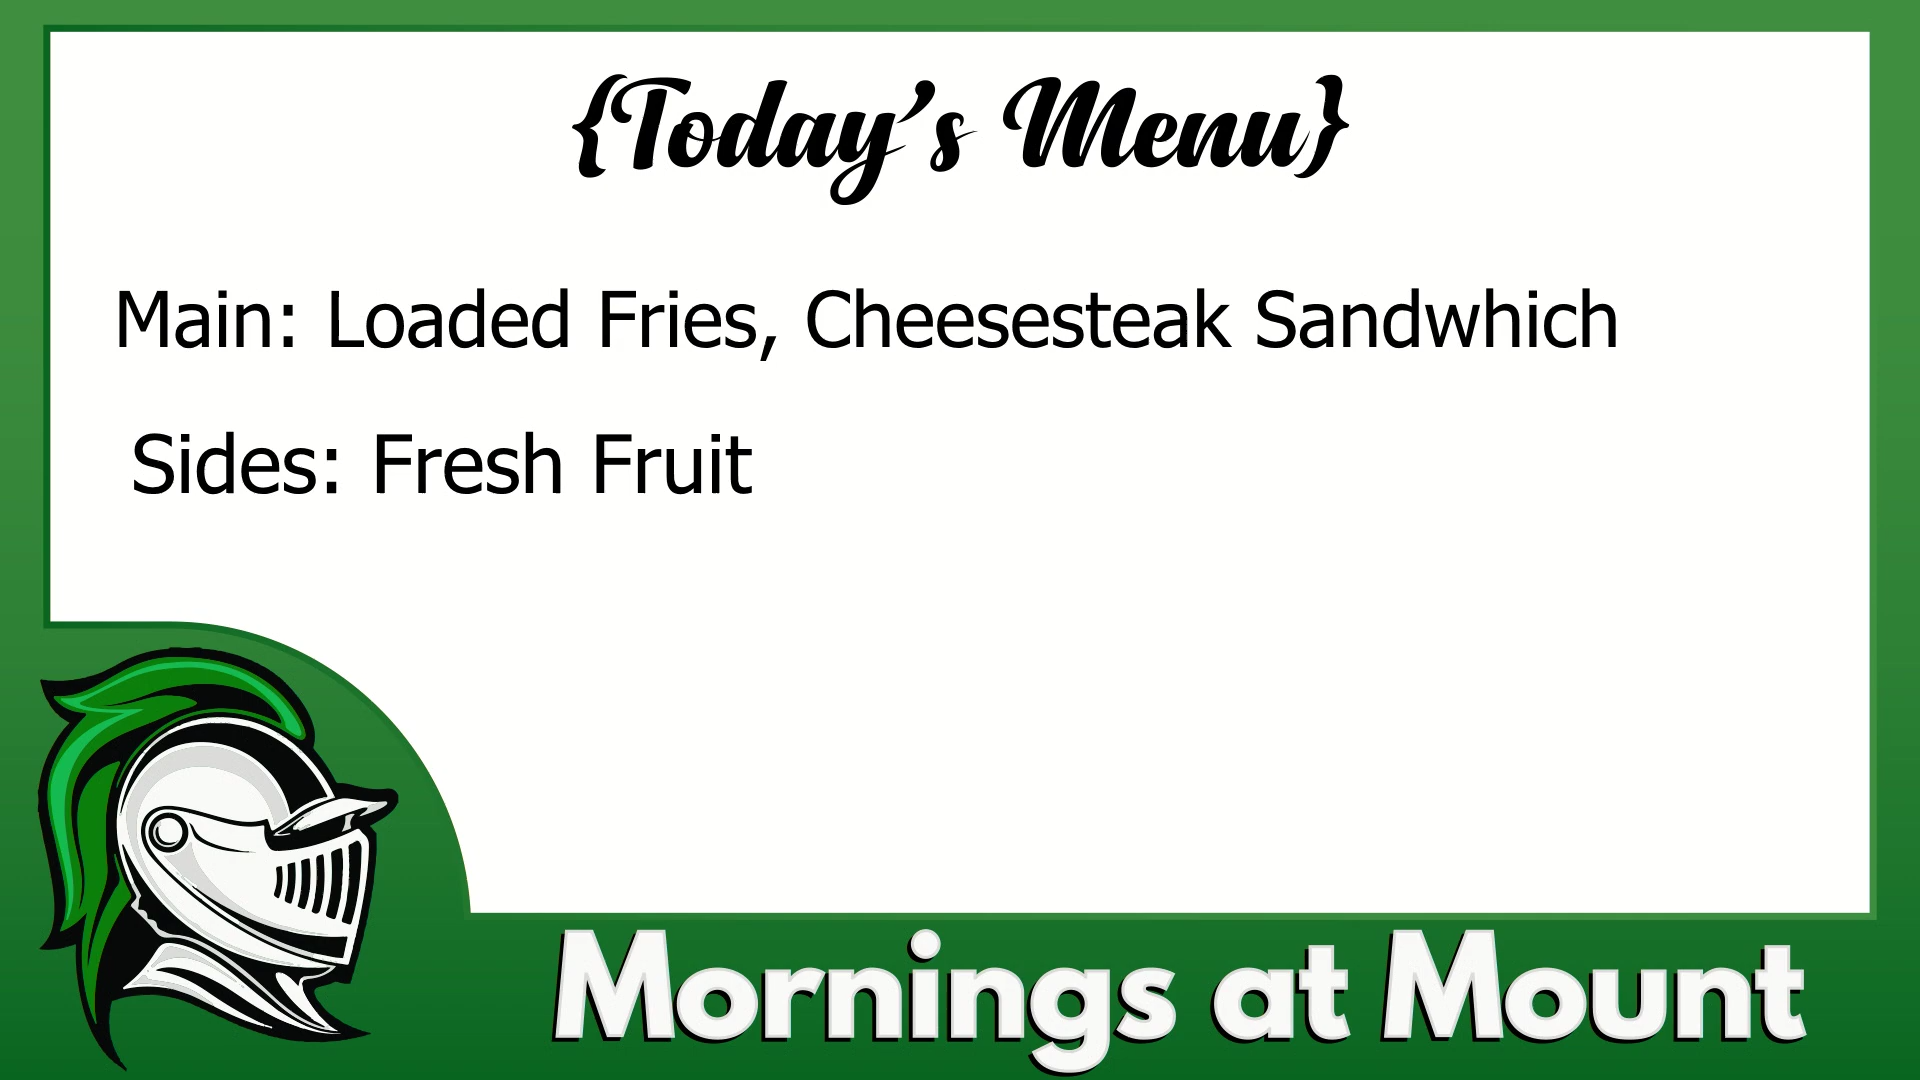 {Today's Menu}
Main: Loaded Fries, Cheesesteak Sandwhich
Sides: Fresh Fruit
Mornings at Mount